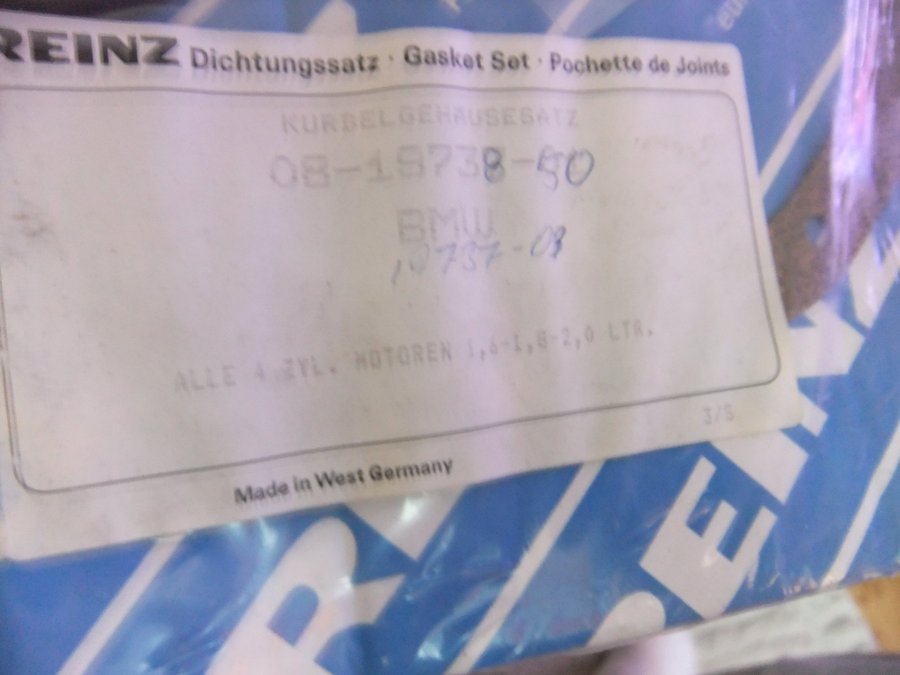 REINZ Dichtungssatz · Gasket Set · Pochette de Joints
KURBELGEHÄUSESATZ
08-18738-50
BMW
ALLE 4 ZYL. MOTOREN 1,6-1,8-2,0 LTR.
3/S
Made in West Germany